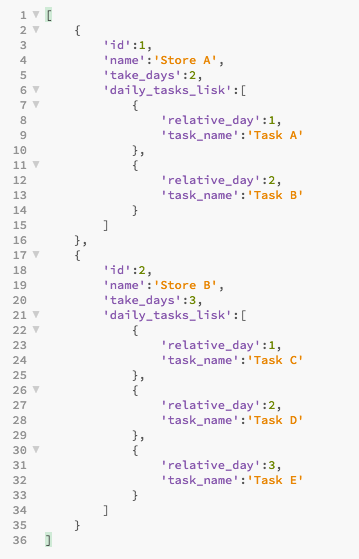 1 [
2     {
3         'id':1,
4         'name':'Store A',
5         'take_days':2,
6         'daily_tasks_lisk':[
7             {
8                 'relative_day':1,
9                 'task_name':'Task A'
10             },
11             {
12                 'relative_day':2,
13                 'task_name':'Task B'
14             }
15         ]
16     },
17     {
18         'id':2,
19         'name':'Store B',
20         'take_days':3,
21         'daily_tasks_lisk':[
22             {
23                 'relative_day':1,
24                 'task_name':'Task C'
25             },
26             {
27                 'relative_day':2,
28                 'task_name':'Task D'
29             },
30             {
31                 'relative_day':3,
32                 'task_name':'Task E'
33             }
34         ]
35     }
36 ]